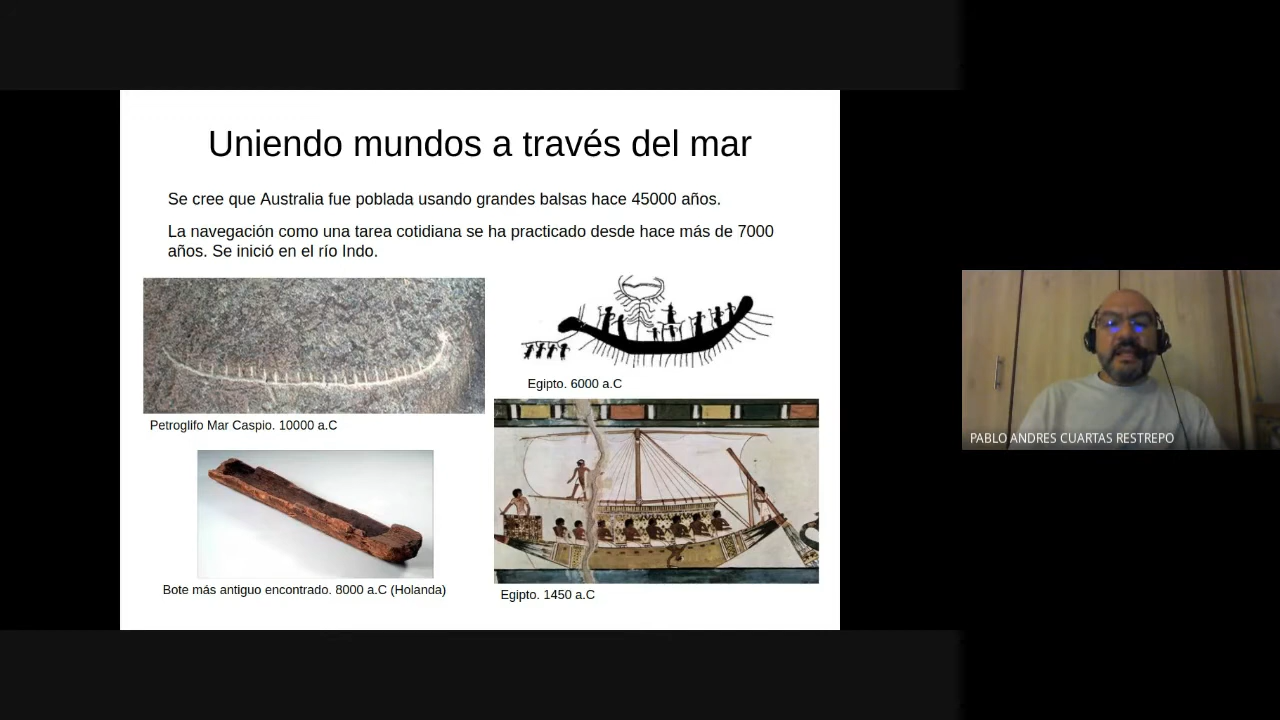 Uniendo mundos a través del mar
Se cree que Australia fue poblada usando grandes balsas hace 45000 años.
La navegación como una tarea cotidiana se ha practicado desde hace más de 7000
años. Se inició en el río Indo.
Egipto. 6000 a.C
Petroglifo Mar Caspio. 10000 a.C
Bote más antiguo encontrado. 8000 a.C (Holanda)
Egipto. 1450 a.C
PABLO ANDRES CUARTAS RESTREPO